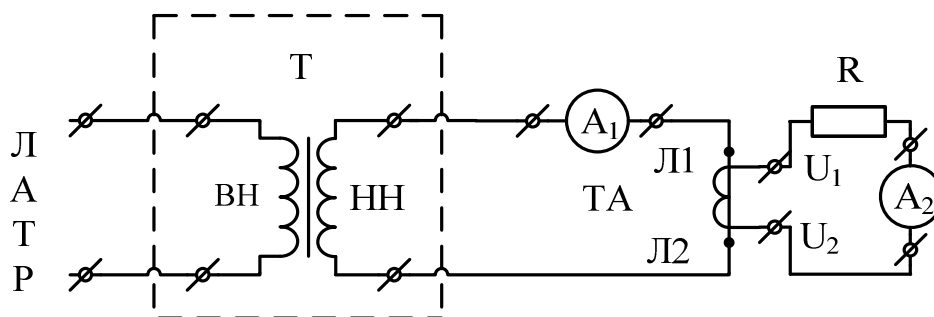 Л
А
Т
Р
Т
ВН
НН
A₁
ТА
Л1
Л2
U₁
U₂
R
A₂